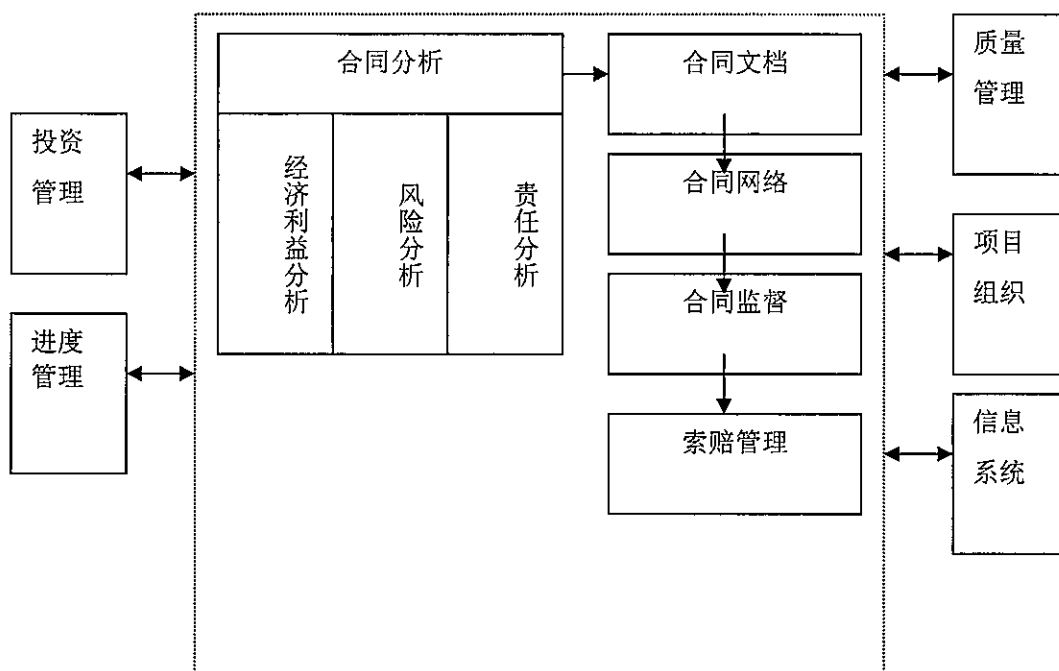 投资
管理
进度
管理
合同分析
经济利益分析
风险分析
责任分析
合同文档
合同网络
合同监督
索赔管理
质量
管理
项目
组织
信息
系统